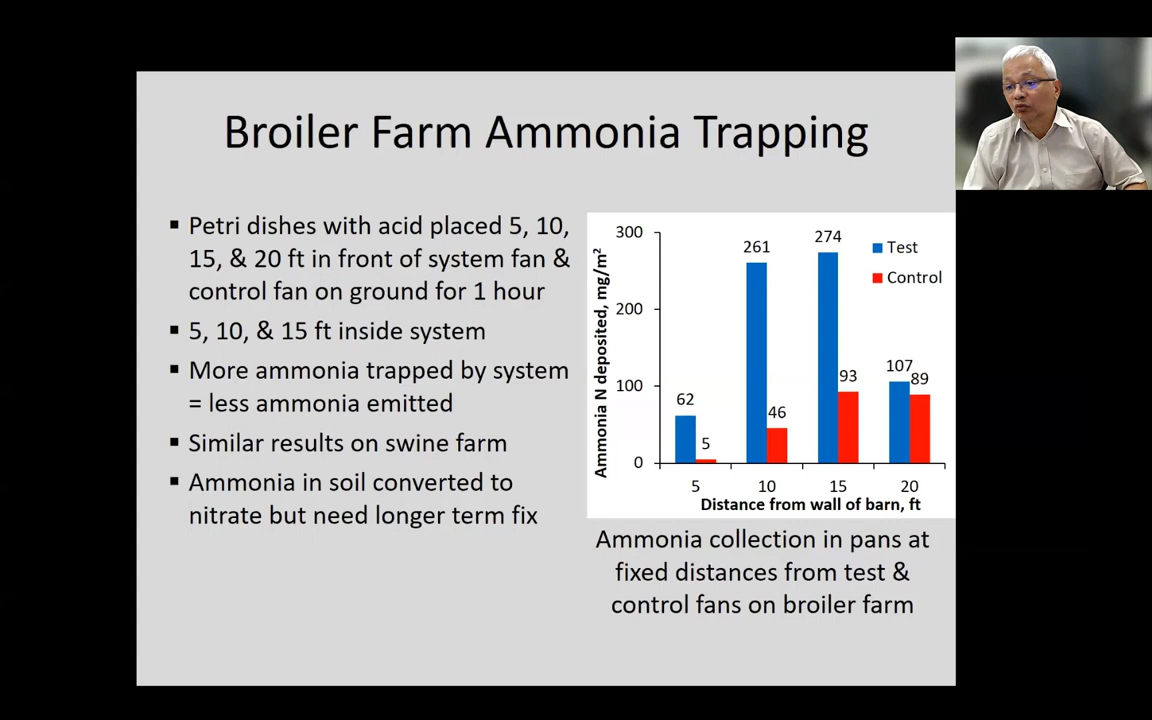 Broiler Farm Ammonia Trapping
▪ Petri dishes with acid placed 5, 10,
15, & 20 ft in front of system fan &
control fan on ground for 1 hour
▪ 5, 10, & 15 ft inside system
▪ More ammonia trapped by system
= less ammonia emitted
▪ Similar results on swine farm
▪ Ammonia in soil converted to
nitrate but need longer term fix
Ammonia N deposited, mg/m²
300
200
100
0
62
5
261
46
274
93
107
89
Test
Control
5 10 15 20
Distance from wall of barn, ft
Ammonia collection in pans at
fixed distances from test &
control fans on broiler farm